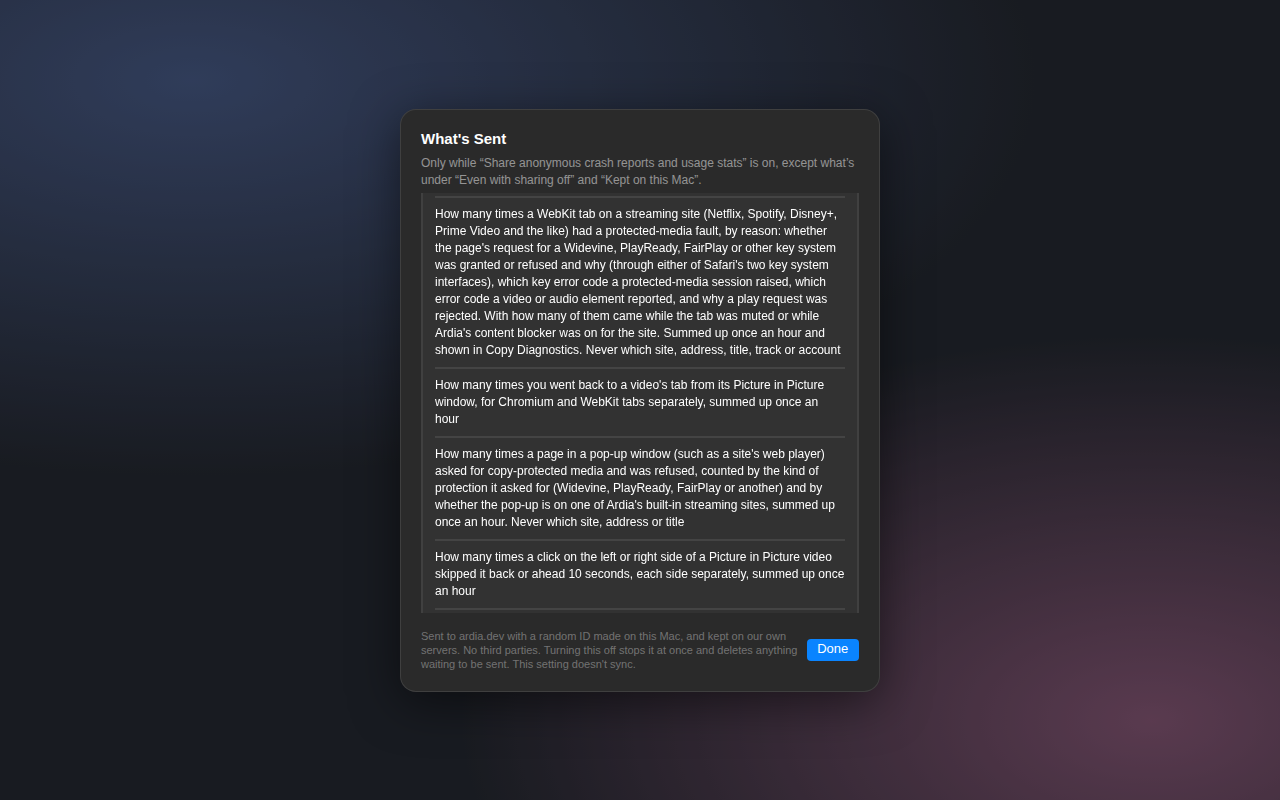 What's Sent
Only while “Share anonymous crash reports and usage stats” is on, except what’s
under “Even with sharing off” and “Kept on this Mac”.
How many times a WebKit tab on a streaming site (Netflix, Spotify, Disney+,
Prime Video and the like) had a protected-media fault, by reason: whether
the page's request for a Widevine, PlayReady, FairPlay or other key system
was granted or refused and why (through either of Safari's two key system
interfaces), which key error code a protected-media session raised, which
error code a video or audio element reported, and why a play request was
rejected. With how many of them came while the tab was muted or while
Ardia's content blocker was on for the site. Summed up once an hour and
shown in Copy Diagnostics. Never which site, address, title, track or account
How many times you went back to a video's tab from its Picture in Picture
window, for Chromium and WebKit tabs separately, summed up once an
hour
How many times a page in a pop-up window (such as a site's web player)
asked for copy-protected media and was refused, counted by the kind of
protection it asked for (Widevine, PlayReady, FairPlay or another) and by
whether the pop-up is on one of Ardia's built-in streaming sites, summed up
once an hour. Never which site, address or title
How many times a click on the left or right side of a Picture in Picture video
skipped it back or ahead 10 seconds, each side separately, summed up once
an hour
Sent to ardia.dev with a random ID made on this Mac, and kept on our own
servers. No third parties. Turning this off stops it at once and deletes anything
waiting to be sent. This setting doesn't sync.
Done